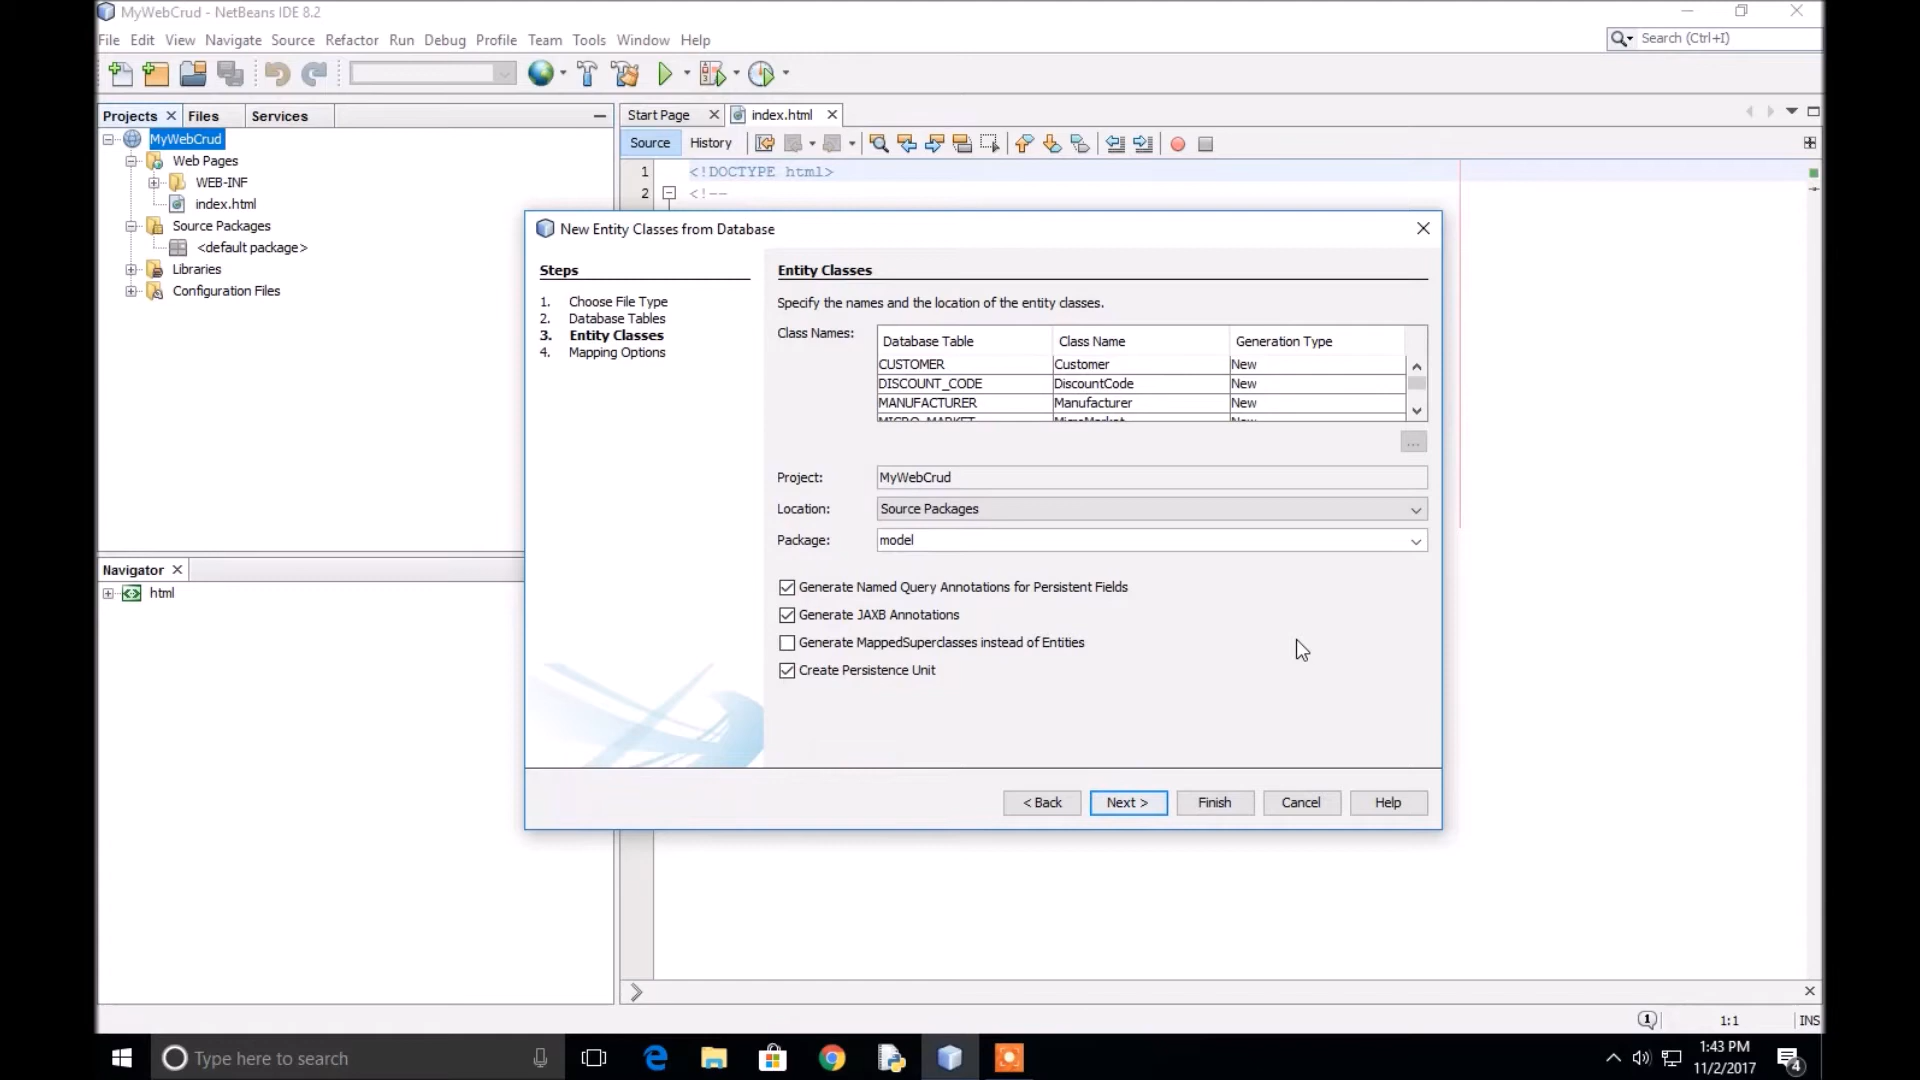 MyWebCrud - NetBeans IDE 8.2
File Edit View Navigate Source Refactor Run Debug Profile Team Tools Window Help
Search (Ctrl+I)
Projects Files Services
MyWebCrud
Web Pages
WEB-INF
index.html
Source Packages
<default package>
Libraries
Configuration Files
Navigator
html
Start Page index.html
Source History
1 <!DOCTYPE html>
2 <!--
New Entity Classes from Database
Steps
1. Choose File Type
2. Database Tables
3. Entity Classes
4. Mapping Options
Entity Classes
Specify the names and the location of the entity classes.
Class Names:
Database Table Class Name Generation Type
CUSTOMER Customer New
DISCOUNT_CODE DiscountCode New
MANUFACTURER Manufacturer New
MICRO_MARKET MicroMarket New
...
Project: MyWebCrud
Location: Source Packages
Package: model
Generate Named Query Annotations for Persistent Fields
Generate JAXB Annotations
Generate MappedSuperclasses instead of Entities
Create Persistence Unit
< Back Next > Finish Cancel Help
1 1:1 INS
Type here to search
1:43 PM
11/2/2017
4